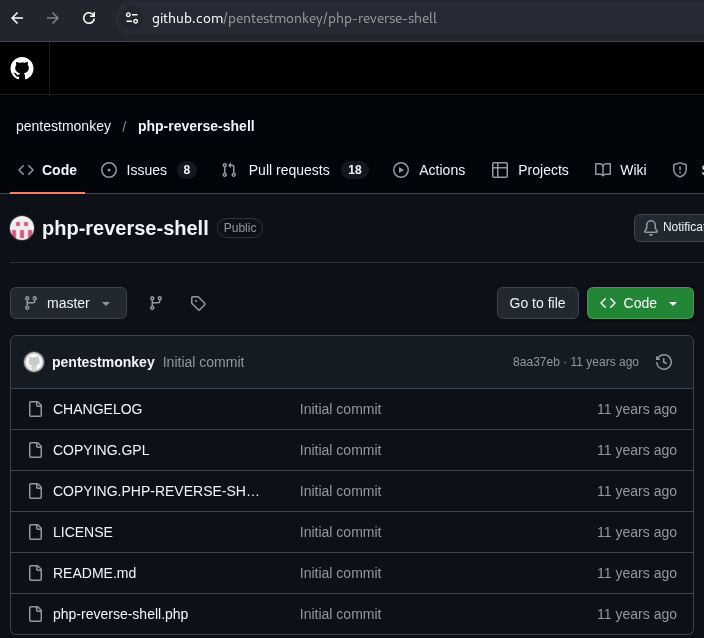 github.com/pentestmonkey/php-reverse-shell
pentestmonkey / php-reverse-shell
Code Issues 8 Pull requests 18 Actions Projects Wiki S
php-reverse-shell Public Notificat
master Go to file Code
pentestmonkey Initial commit 8aa37eb · 11 years ago
CHANGELOG Initial commit 11 years ago
COPYING.GPL Initial commit 11 years ago
COPYING.PHP-REVERSE-SH… Initial commit 11 years ago
LICENSE Initial commit 11 years ago
README.md Initial commit 11 years ago
php-reverse-shell.php Initial commit 11 years ago